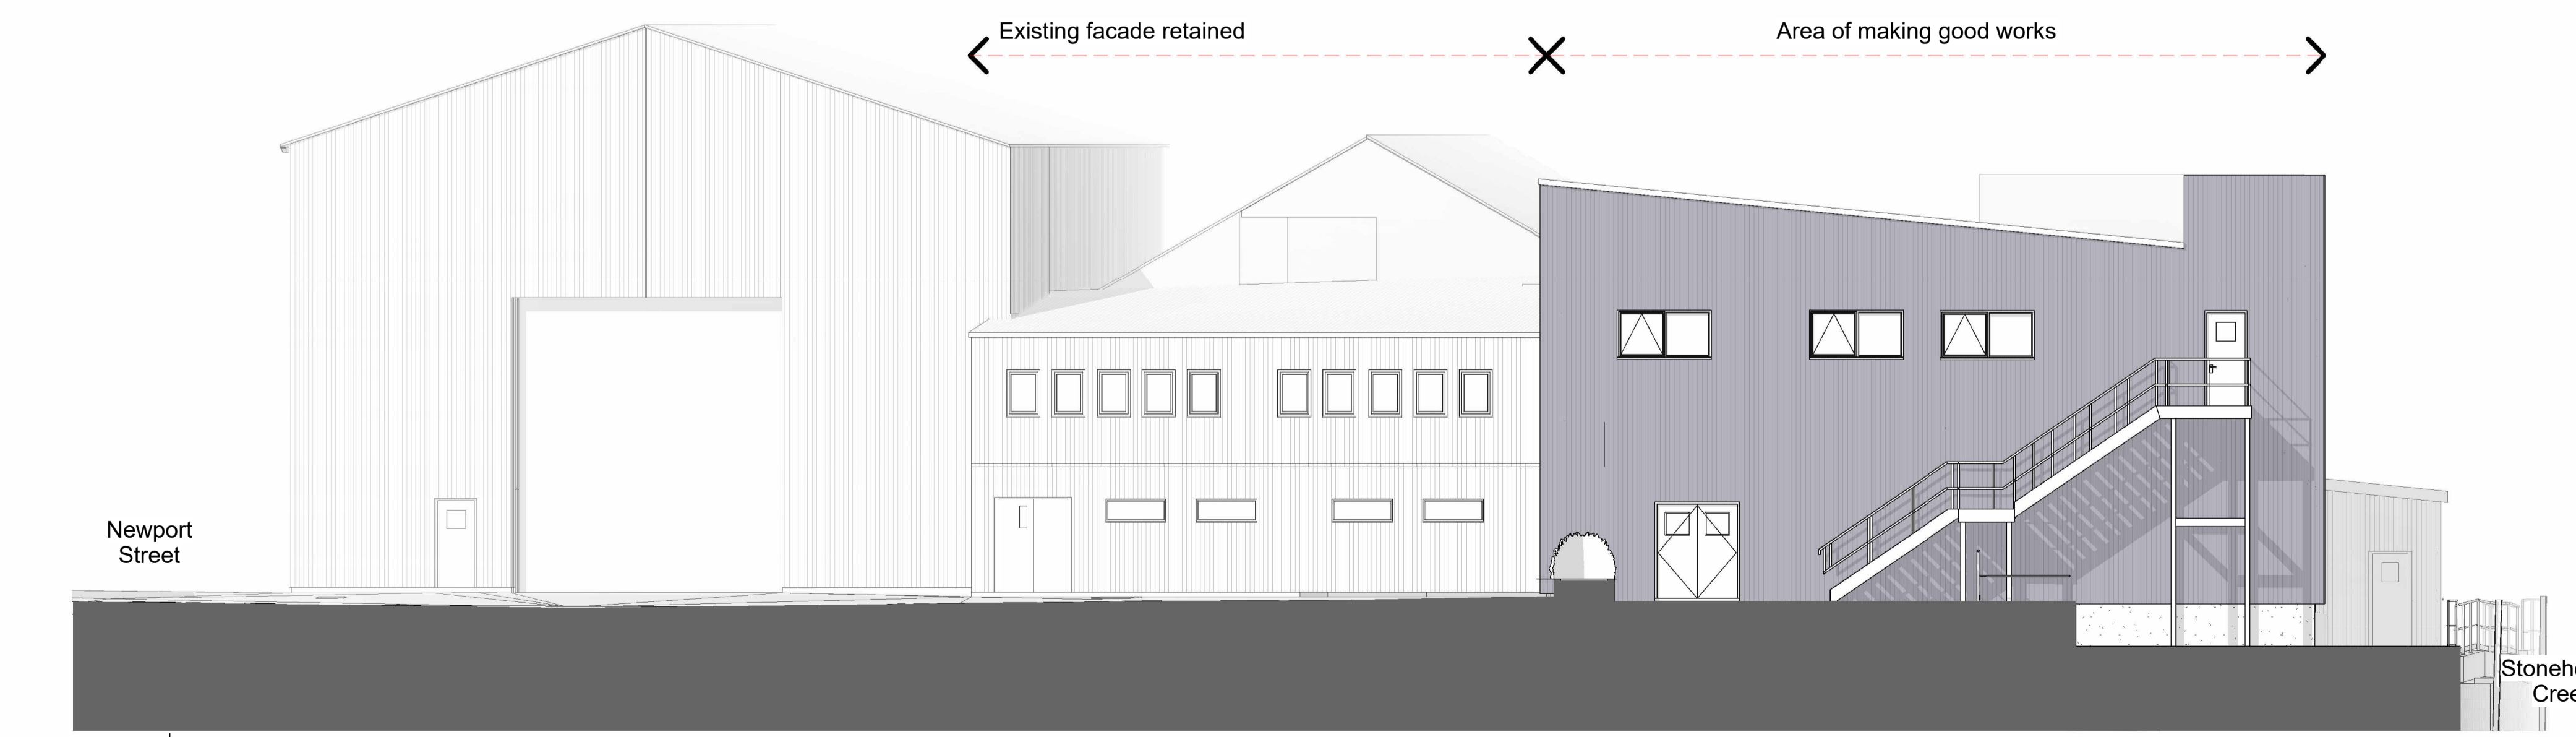 Existing facade retained
Area of making good works
Newport
Street